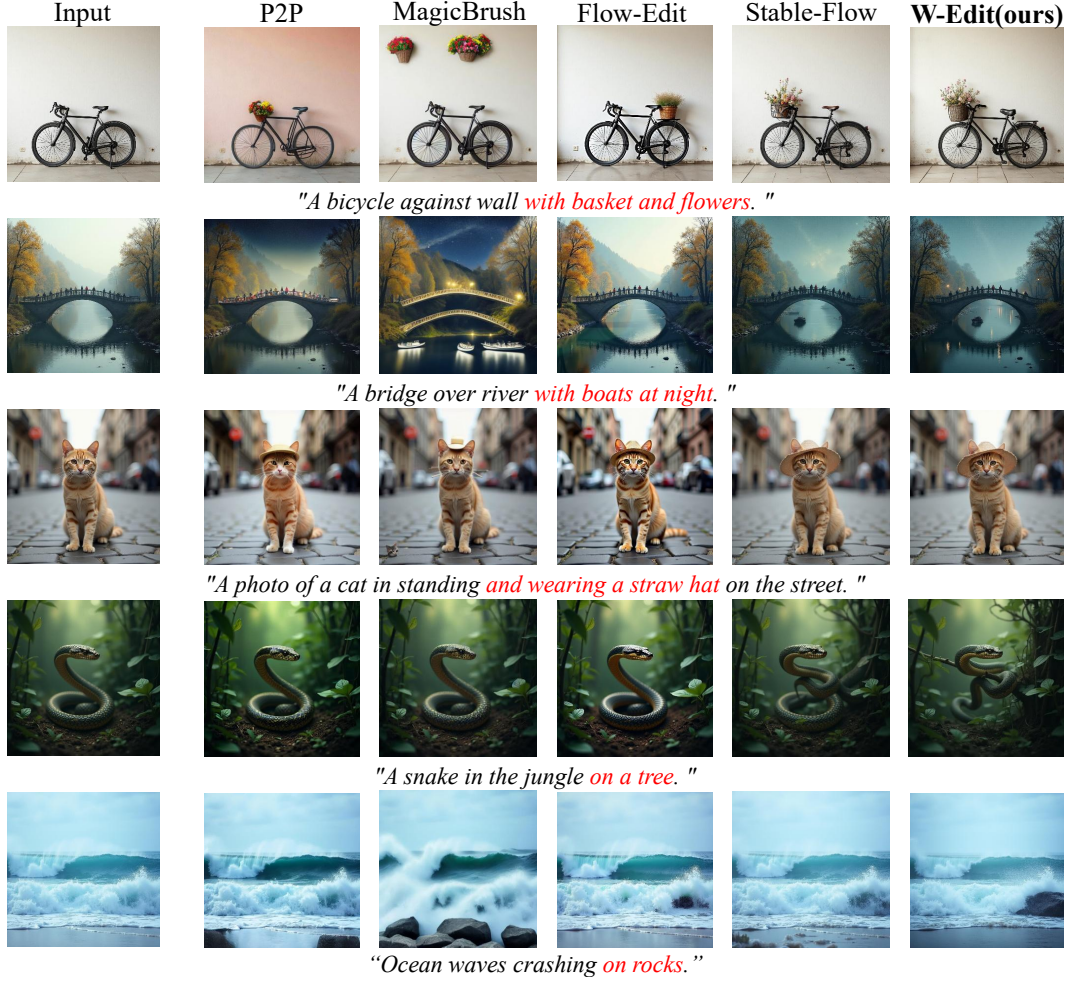 Input P2P MagicBrush Flow-Edit Stable-Flow W-Edit(ours)
"A bicycle against wall with basket and flowers. "
"A bridge over river with boats at night. "
"A photo of a cat in standing and wearing a straw hat on the street. "
"A snake in the jungle on a tree. "
“Ocean waves crashing on rocks.”